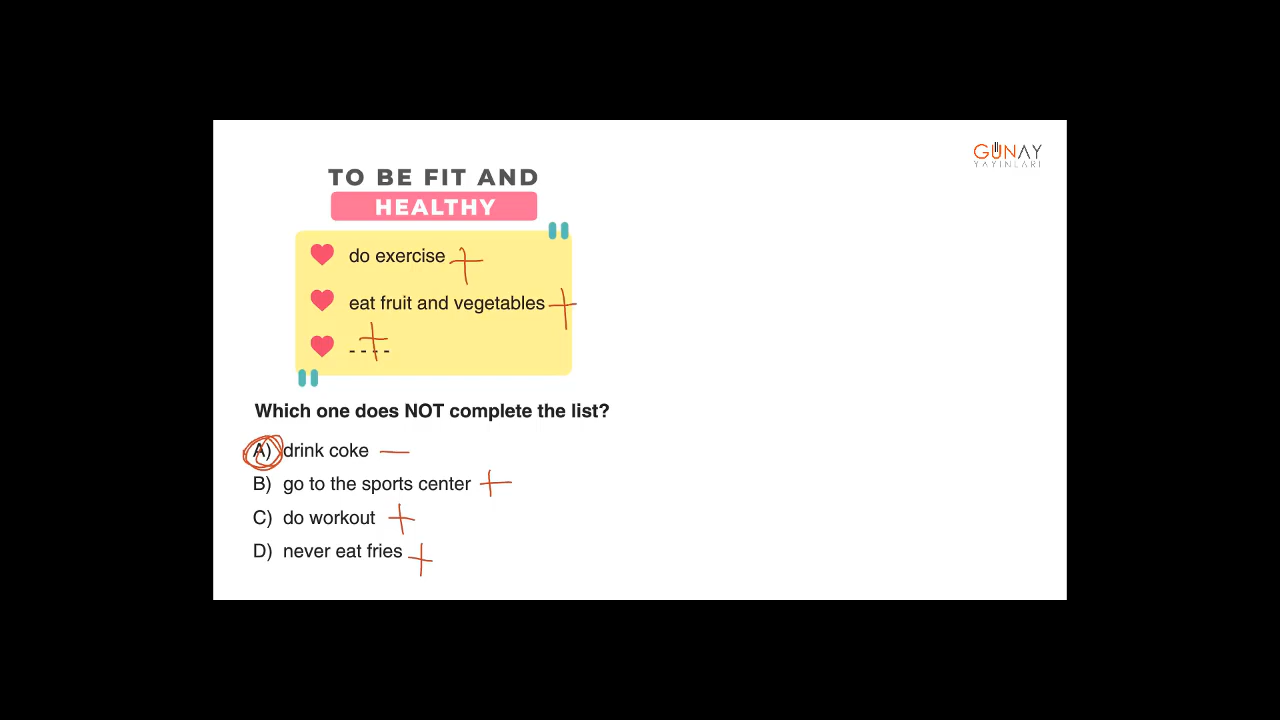 GÜNAY
YAYINLARI
TO BE FIT AND
HEALTHY
do exercise +
eat fruit and vegetables +
---- +
Which one does NOT complete the list?
A) drink coke —
B) go to the sports center +
C) do workout +
D) never eat fries +